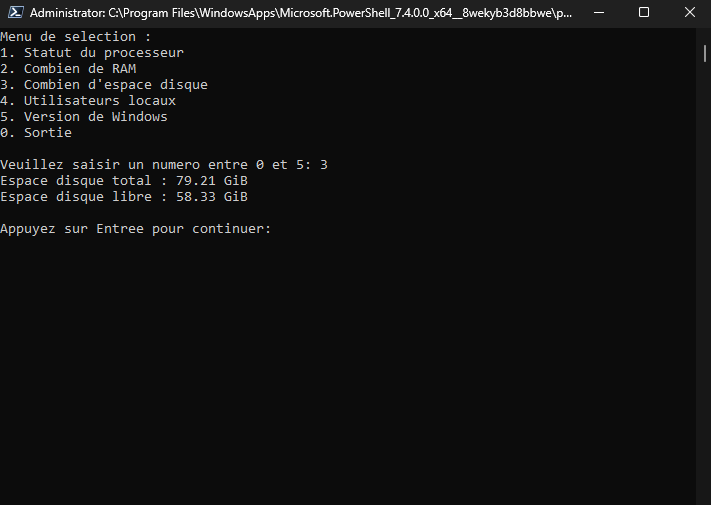 Administrator: C:\Program Files\WindowsApps\Microsoft.PowerShell_7.4.0.0_x64__8wekyb3d8bbwe\p...
Menu de selection :
1. Statut du processeur
2. Combien de RAM
3. Combien d'espace disque
4. Utilisateurs locaux
5. Version de Windows
0. Sortie
Veuillez saisir un numero entre 0 et 5: 3
Espace disque total : 79.21 GiB
Espace disque libre : 58.33 GiB
Appuyez sur Entree pour continuer: